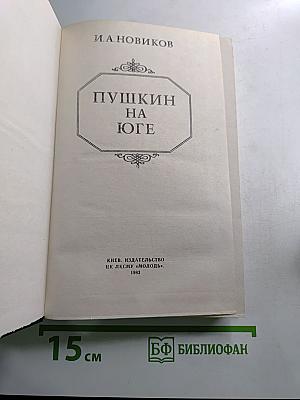 И.А.НОВИКОВ
ПУШКИН
НА
ЮГЕ
КИЕВ. ИЗДАТЕЛЬСТВО
ЦК ЛКСМУ «МОЛОДЬ».
1982
15 см
БФ БИБЛИОФАН